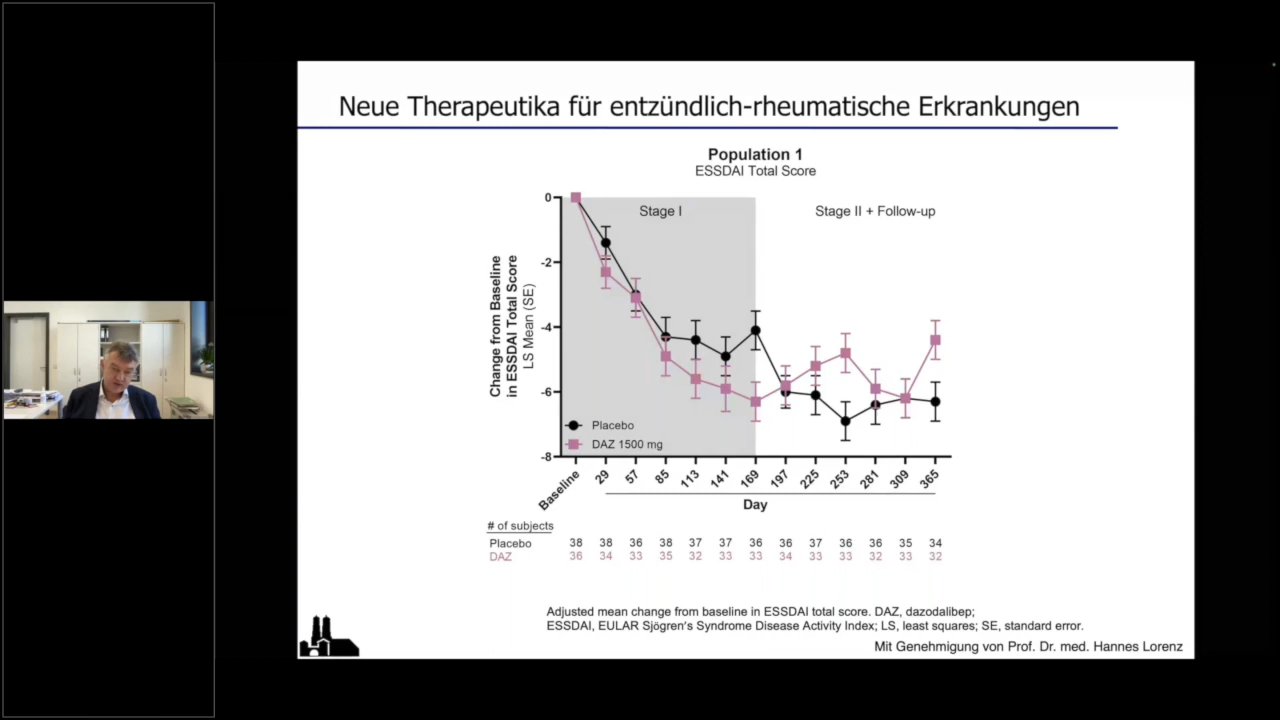 Neue Therapeutika für entzündlich-rheumatische Erkrankungen
Population 1
ESSDAI Total Score
Stage I
Stage II + Follow-up
Change from Baseline
in ESSDAI Total Score
LS Mean (SE)
0
-2
-4
-6
-8
Placebo
DAZ 1500 mg
Baseline 29 57 85 113 141 169 197 225 253 281 309 365
Day
# of subjects
Placebo 38 38 36 38 37 37 36 36 37 36 36 35 34
DAZ 36 34 33 35 32 33 33 34 33 33 32 33 32
Adjusted mean change from baseline in ESSDAI total score. DAZ, dazodalibep;
ESSDAI, EULAR Sjögren's Syndrome Disease Activity Index; LS, least squares; SE, standard error.
Mit Genehmigung von Prof. Dr. med. Hannes Lorenz